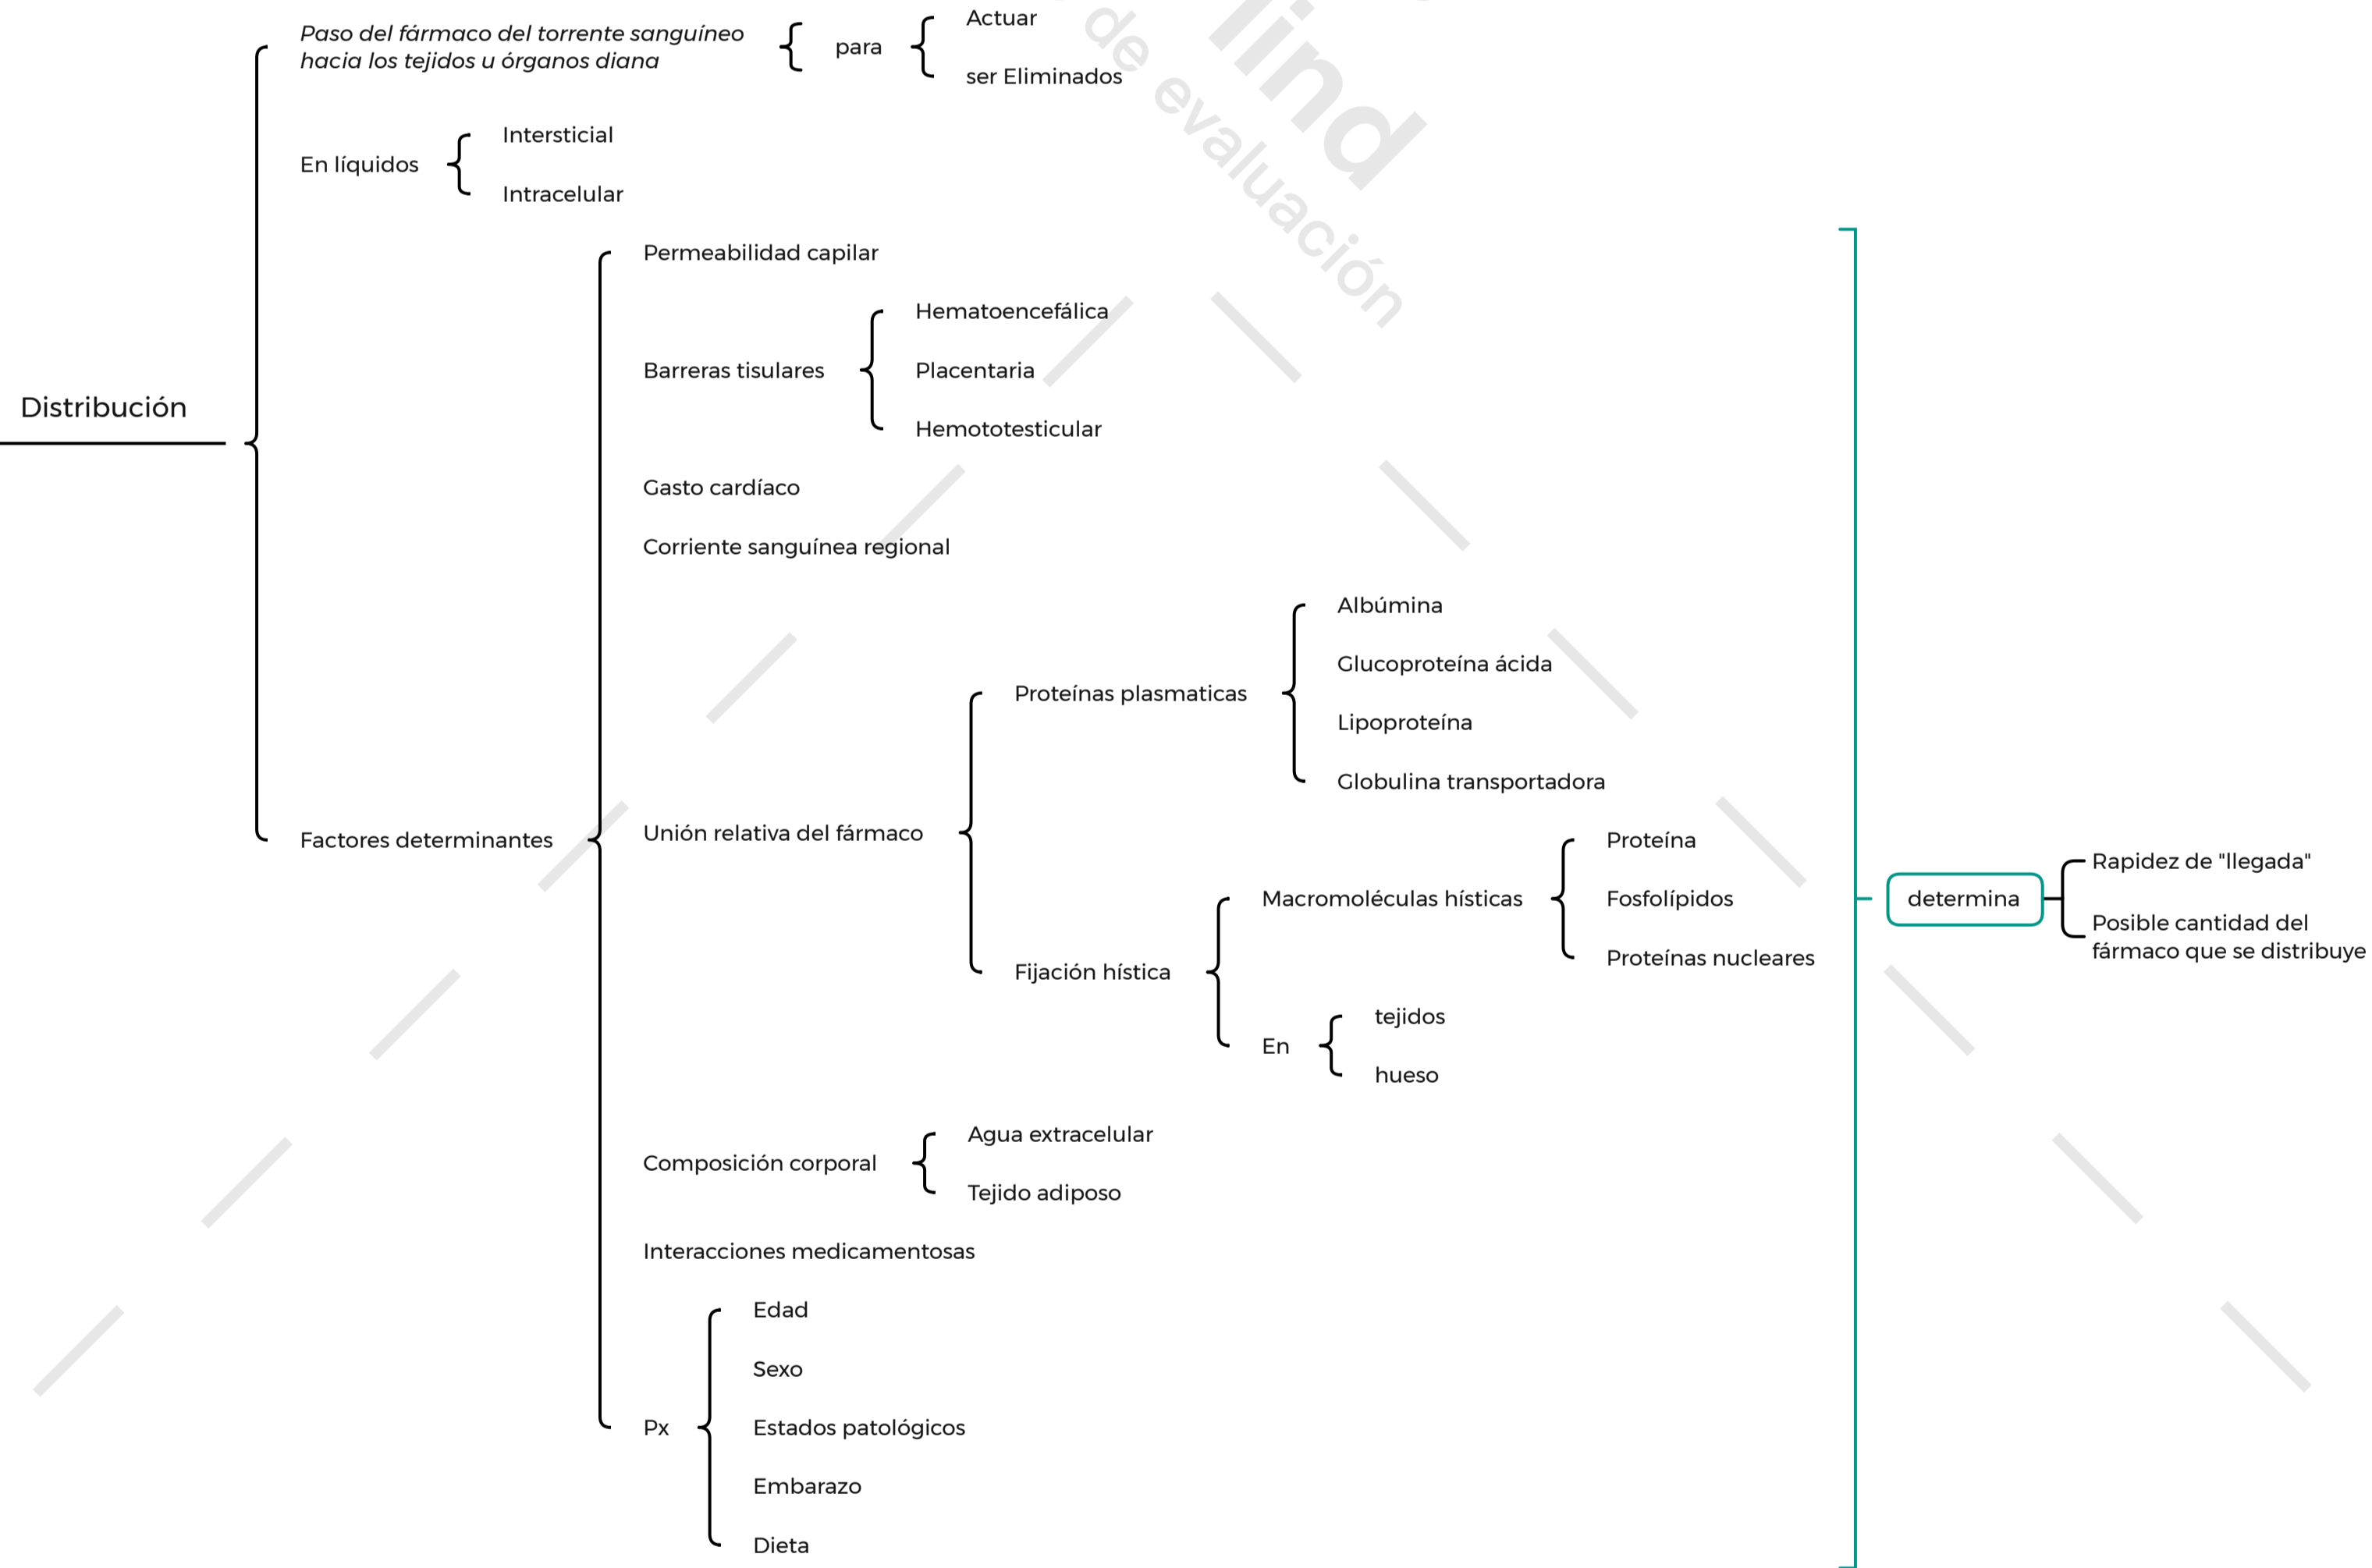 Paso del fármaco del torrente sanguíneo
hacia los tejidos u órganos diana
para
Actuar
ser Eliminados
En líquidos
Intersticial
Intracelular
Distribución
Factores determinantes
Permeabilidad capilar
Barreras tisulares
Hematoencefálica
Placentaria
Hemototesticular
Gasto cardíaco
Corriente sanguínea regional
Unión relativa del fármaco
Proteínas plasmaticas
Albúmina
Glucoproteína ácida
Lipoproteína
Globulina transportadora
Fijación hística
Macromoléculas hísticas
Proteína
Fosfolípidos
Proteínas nucleares
En
tejidos
hueso
Composición corporal
Agua extracelular
Tejido adiposo
Interacciones medicamentosas
Px
Edad
Sexo
Estados patológicos
Embarazo
Dieta
determina
Rapidez de "llegada"
Posible cantidad del
fármaco que se distribuye
lind
de evaluación